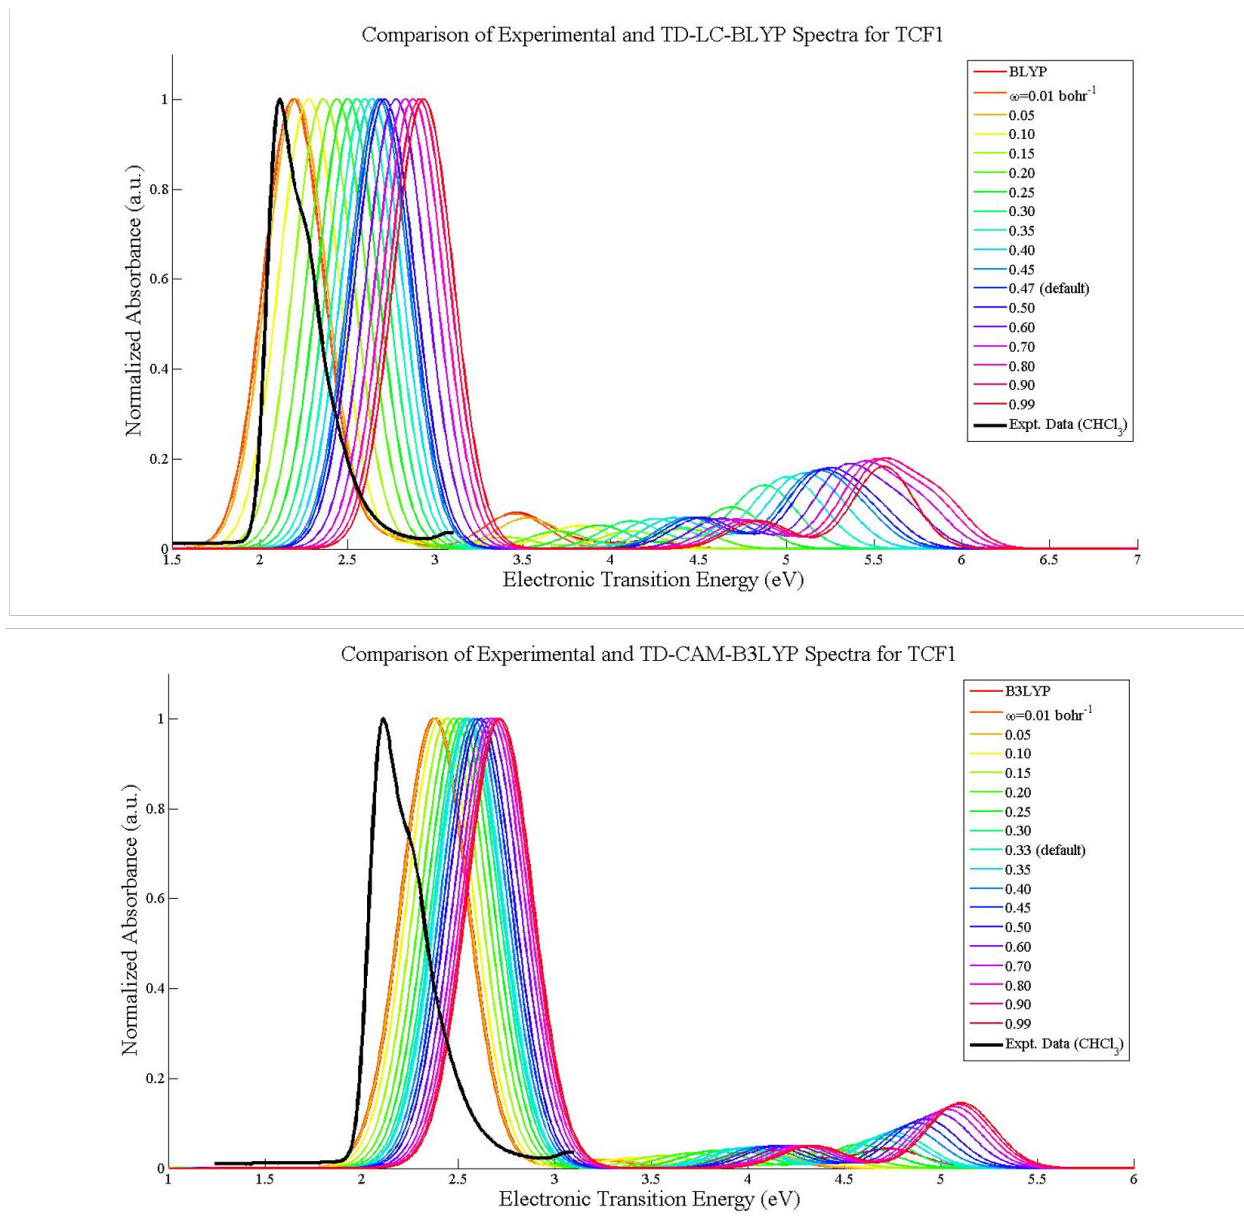 Comparison of Experimental and TD-LC-BLYP Spectra for TCF1
Normalized Absorbance (a.u.)
1
0.8
0.6
0.4
0.2
0
1.5 2 2.5 3 3.5 4 4.5 5 5.5 6 6.5 7
Electronic Transition Energy (eV)
BLYP
ω=0.01 bohr⁻¹
0.05
0.10
0.15
0.20
0.25
0.30
0.35
0.40
0.45
0.47 (default)
0.50
0.60
0.70
0.80
0.90
0.99
Expt. Data (CHCl₃)
Comparison of Experimental and TD-CAM-B3LYP Spectra for TCF1
Normalized Absorbance (a.u.)
1
0.8
0.6
0.4
0.2
0
1 1.5 2 2.5 3 3.5 4 4.5 5 5.5 6
Electronic Transition Energy (eV)
B3LYP
ω=0.01 bohr⁻¹
0.05
0.10
0.15
0.20
0.25
0.30
0.33 (default)
0.35
0.40
0.45
0.50
0.60
0.70
0.80
0.90
0.99
Expt. Data (CHCl₃)